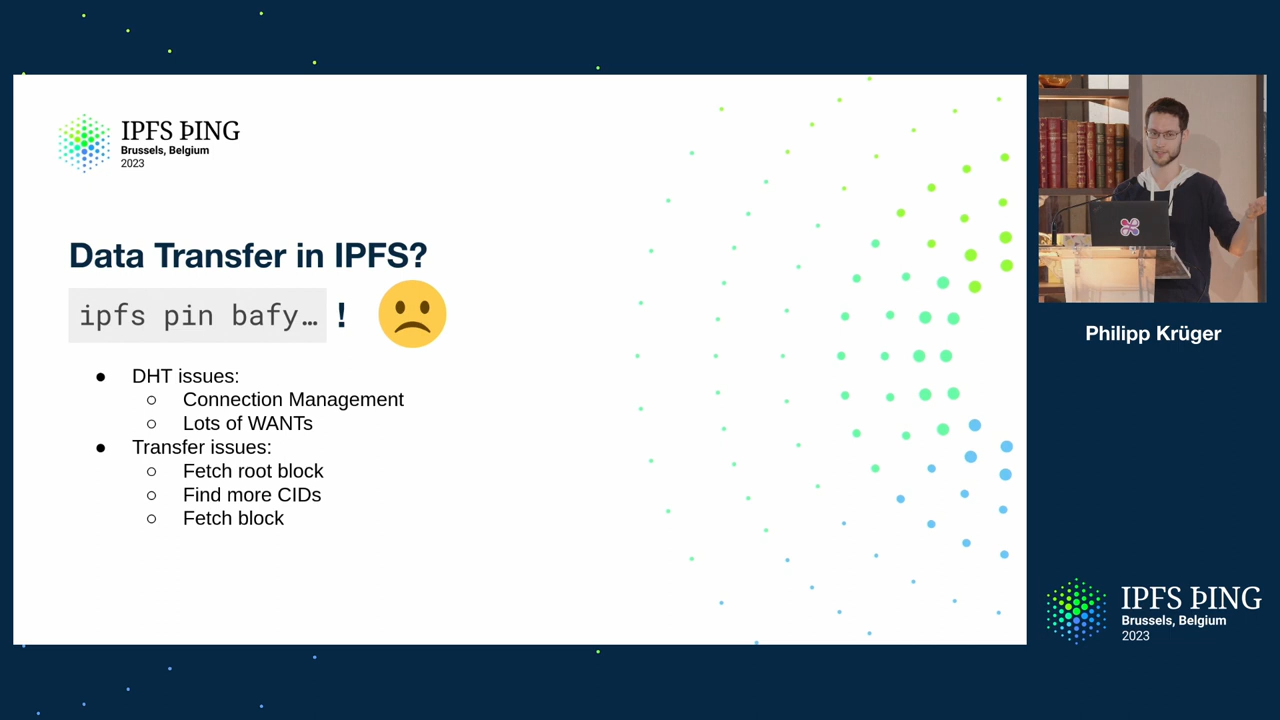 IPFS ÞING
Brussels, Belgium
2023
Data Transfer in IPFS?
ipfs pin bafy… !
● DHT issues:
○ Connection Management
○ Lots of WANTs
● Transfer issues:
○ Fetch root block
○ Find more CIDs
○ Fetch block
Philipp Krüger
IPFS ÞING
Brussels, Belgium
2023